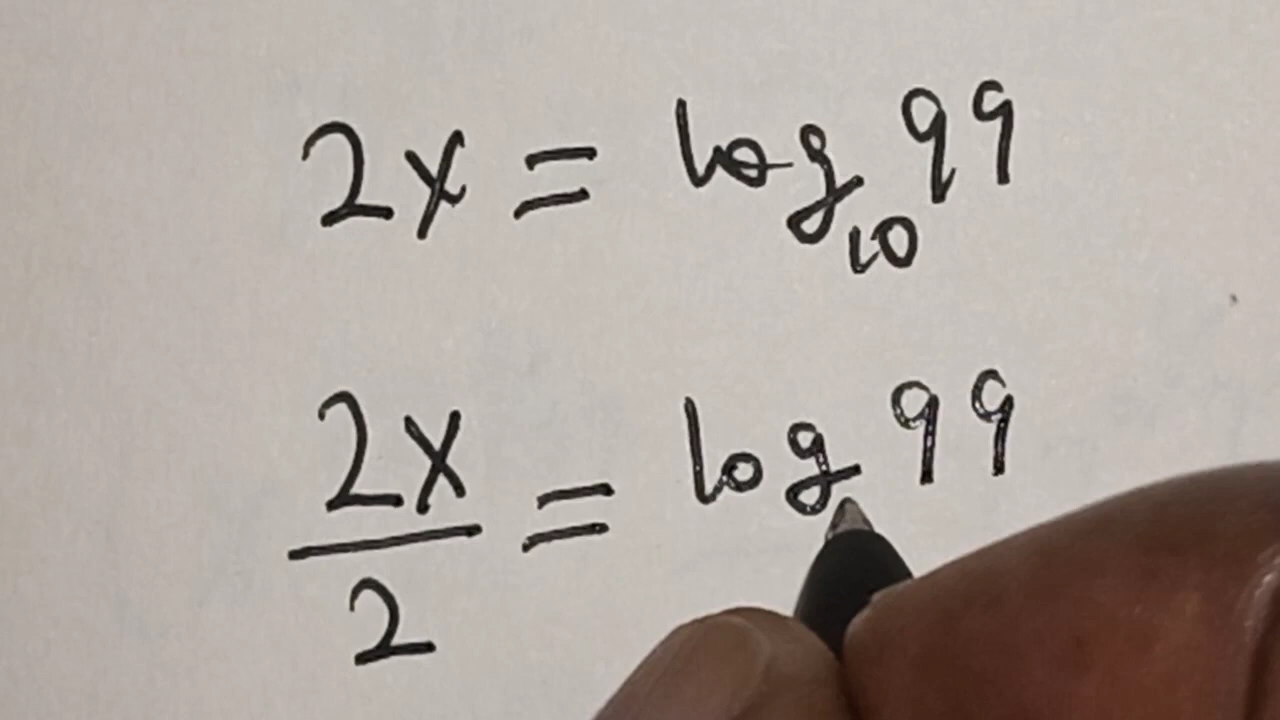 2x = log₁₀ 99
2x/2 = log 99